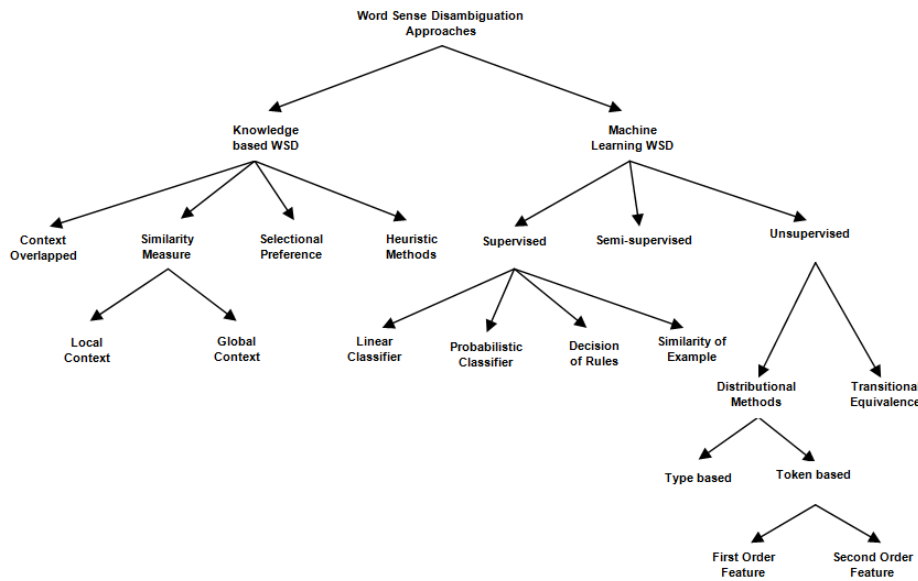 Word Sense Disambiguation
Approaches
Knowledge
based WSD
Machine
Learning WSD
Context
Overlapped
Similarity
Measure
Selectional
Preference
Heuristic
Methods
Supervised
Semi-supervised
Unsupervised
Local
Context
Global
Context
Linear
Classifier
Probabilistic
Classifier
Decision
of Rules
Similarity of
Example
Distributional
Methods
Transitional
Equivalence
Type based
Token based
First Order
Feature
Second Order
Feature